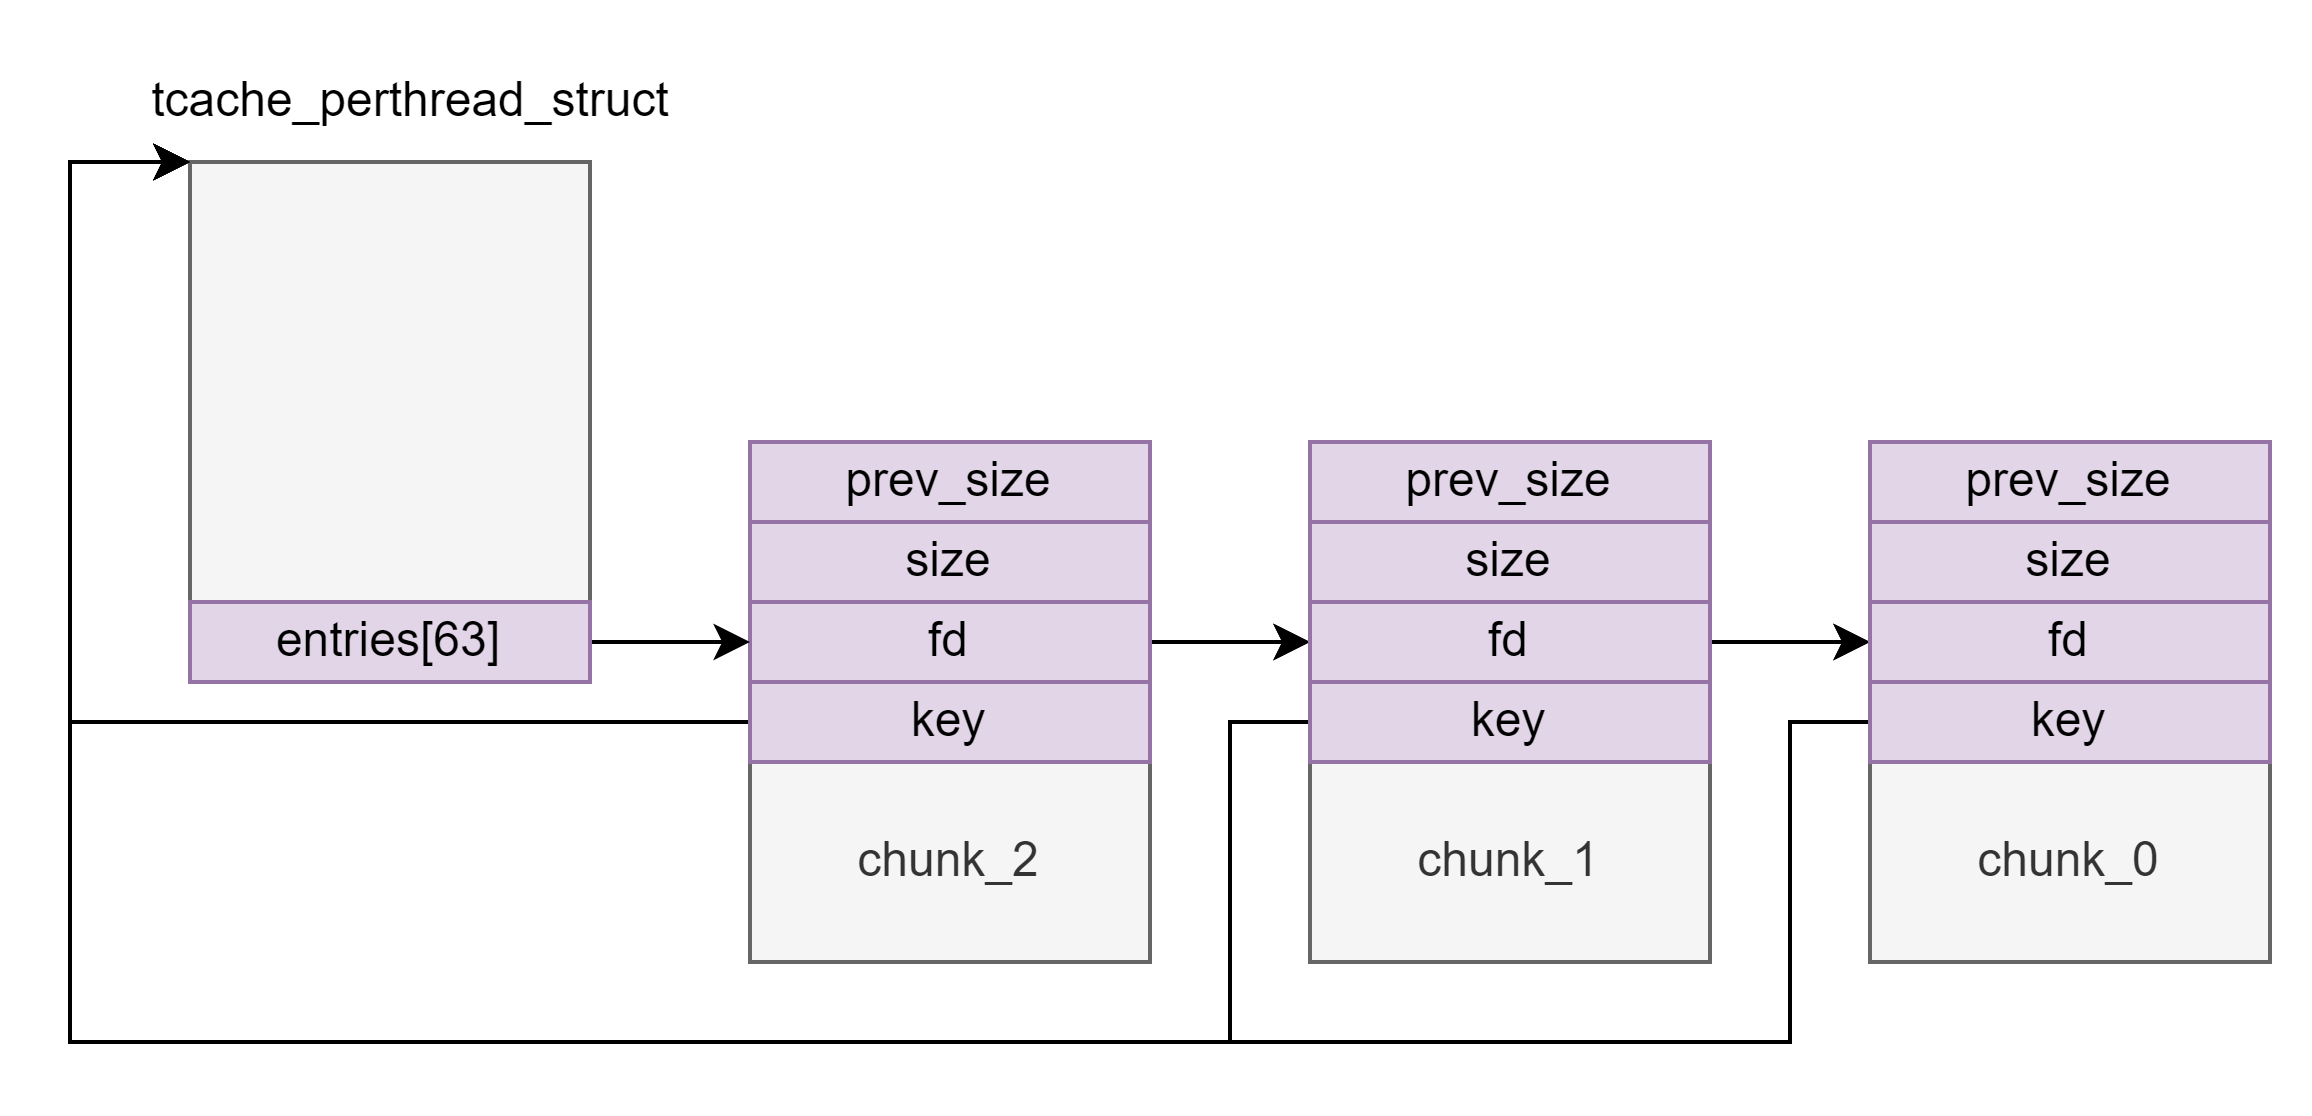 tcache_perthread_struct
entries[63]
prev_size
size
fd
key
chunk_2
prev_size
size
fd
key
chunk_1
prev_size
size
fd
key
chunk_0